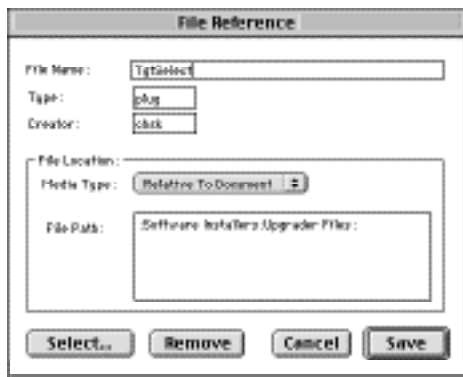 File Reference
File Name:
TgtSelect
Type:
plug
Creator:
chsk
File Location:
Media Type:
Relative To Document
File Path:
:Software Installers:Upgrader Files:
Select...
Remove
Cancel
Save